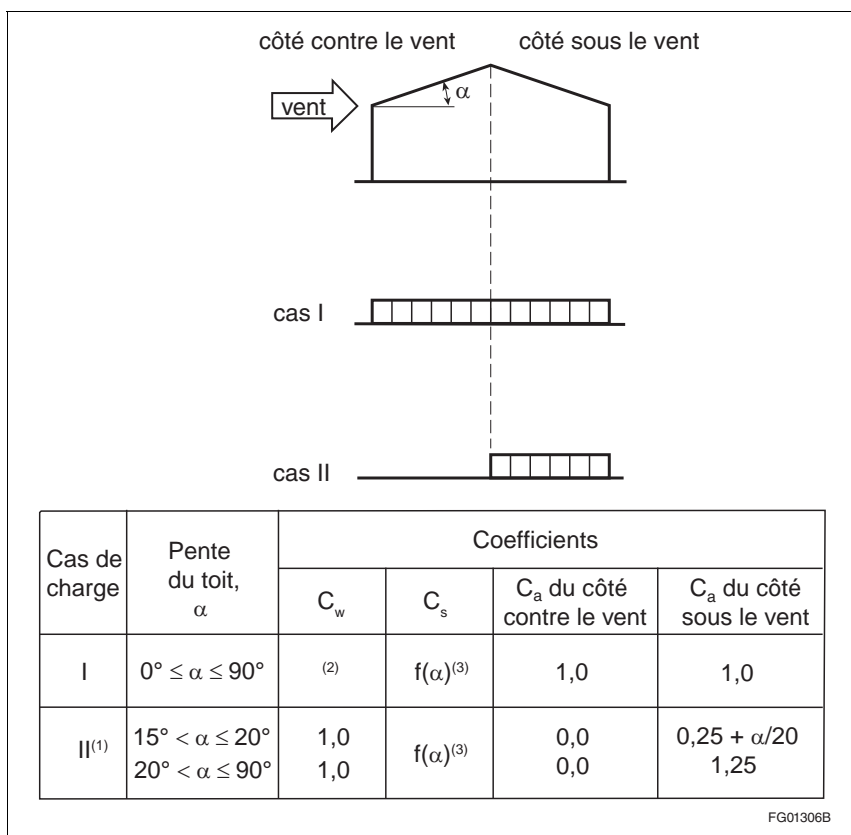 côté contre le vent côté sous le vent
vent
α
cas I
cas II
Cas de charge
Pente du toit, α
Coefficients
C_w
C_s
C_a du côté contre le vent
C_a du côté sous le vent
I
0° ≤ α ≤ 90°
(2)
f(α)(3)
1,0
1,0
II(1)
15° < α ≤ 20°
1,0
f(α)(3)
0,0
0,25 + α/20
20° < α ≤ 90°
1,0
0,0
1,25
FG01306B